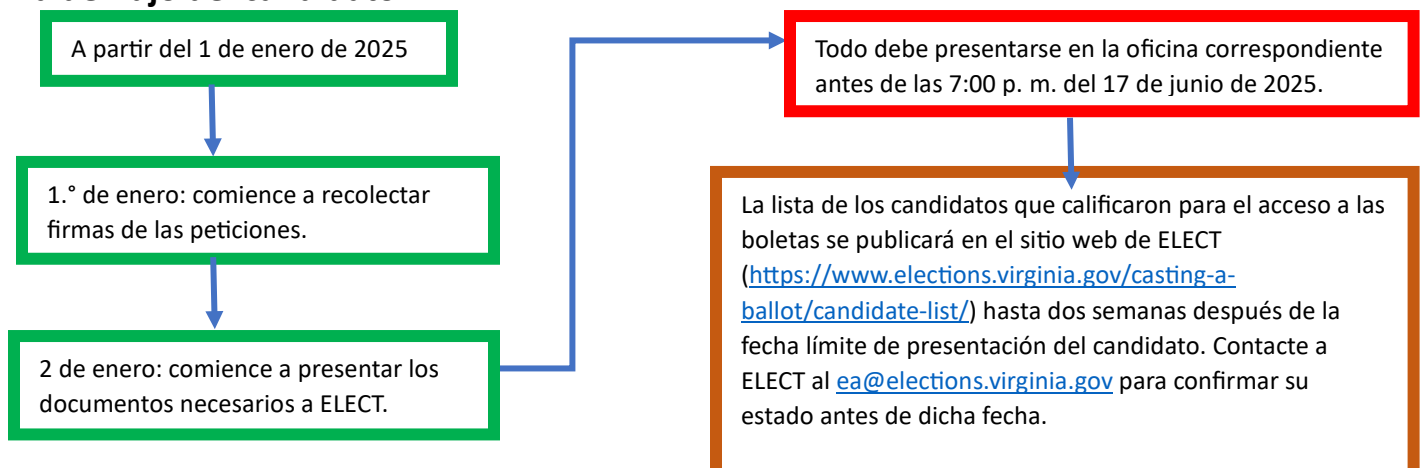 A partir del 1 de enero de 2025
1.° de enero: comience a recolectar
firmas de las peticiones.
2 de enero: comience a presentar los
documentos necesarios a ELECT.
Todo debe presentarse en la oficina correspondiente
antes de las 7:00 p. m. del 17 de junio de 2025.
La lista de los candidatos que calificaron para el acceso a las
boletas se publicará en el sitio web de ELECT
(https://www.elections.virginia.gov/casting-a-
ballot/candidate-list/) hasta dos semanas después de la
fecha límite de presentación del candidato. Contacte a
ELECT al ea@elections.virginia.gov para confirmar su
estado antes de dicha fecha.